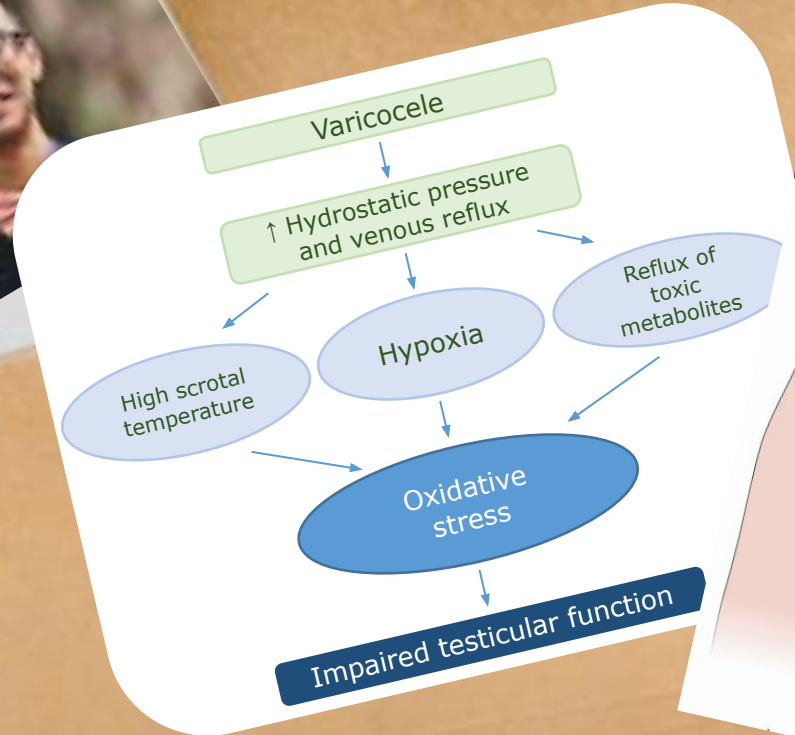 Varicocele
↑ Hydrostatic pressure
and venous reflux
Reflux of
toxic
metabolites
Hypoxia
High scrotal
temperature
Oxidative
stress
Impaired testicular function